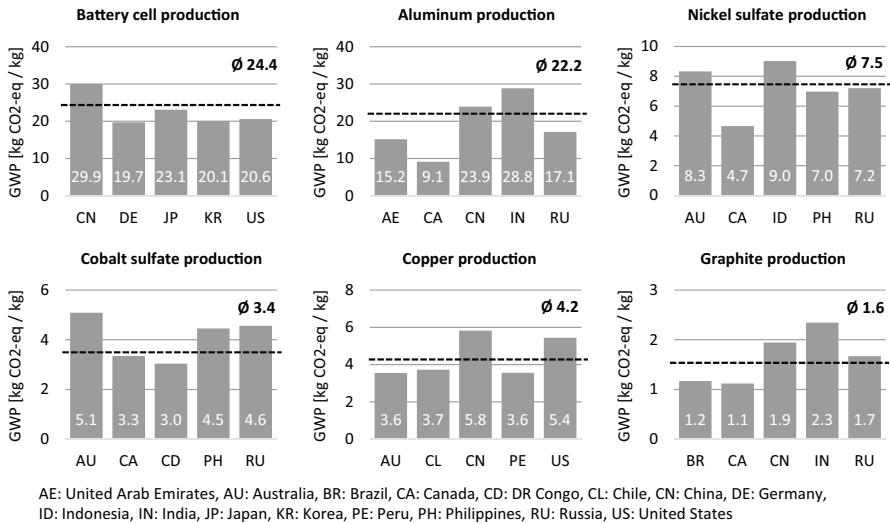 Battery cell production
GWP [kg CO2-eq / kg]
40
30
20
10
0
Ø 24.4
29.9 19.7 23.1 20.1 20.6
CN DE JP KR US
Aluminum production
GWP [kg CO2-eq / kg]
40
30
20
10
0
Ø 22.2
15.2 9.1 23.9 28.8 17.1
AE CA CN IN RU
Nickel sulfate production
GWP [kg CO2-eq / kg]
10
8
6
4
2
0
Ø 7.5
8.3 4.7 9.0 7.0 7.2
AU CA ID PH RU
Cobalt sulfate production
GWP [kg CO2-eq / kg]
6
4
2
0
Ø 3.4
5.1 3.3 3.0 4.5 4.6
AU CA CD PH RU
Copper production
GWP [kg CO2-eq / kg]
8
6
4
2
0
Ø 4.2
3.6 3.7 5.8 3.6 5.4
AU CL CN PE US
Graphite production
GWP [kg CO2-eq / kg]
3
2
1
0
Ø 1.6
1.2 1.1 1.9 2.3 1.7
BR CA CN IN RU
AE: United Arab Emirates, AU: Australia, BR: Brazil, CA: Canada, CD: DR Congo, CL: Chile, CN: China, DE: Germany,
ID: Indonesia, IN: India, JP: Japan, KR: Korea, PE: Peru, PH: Philippines, RU: Russia, US: United States